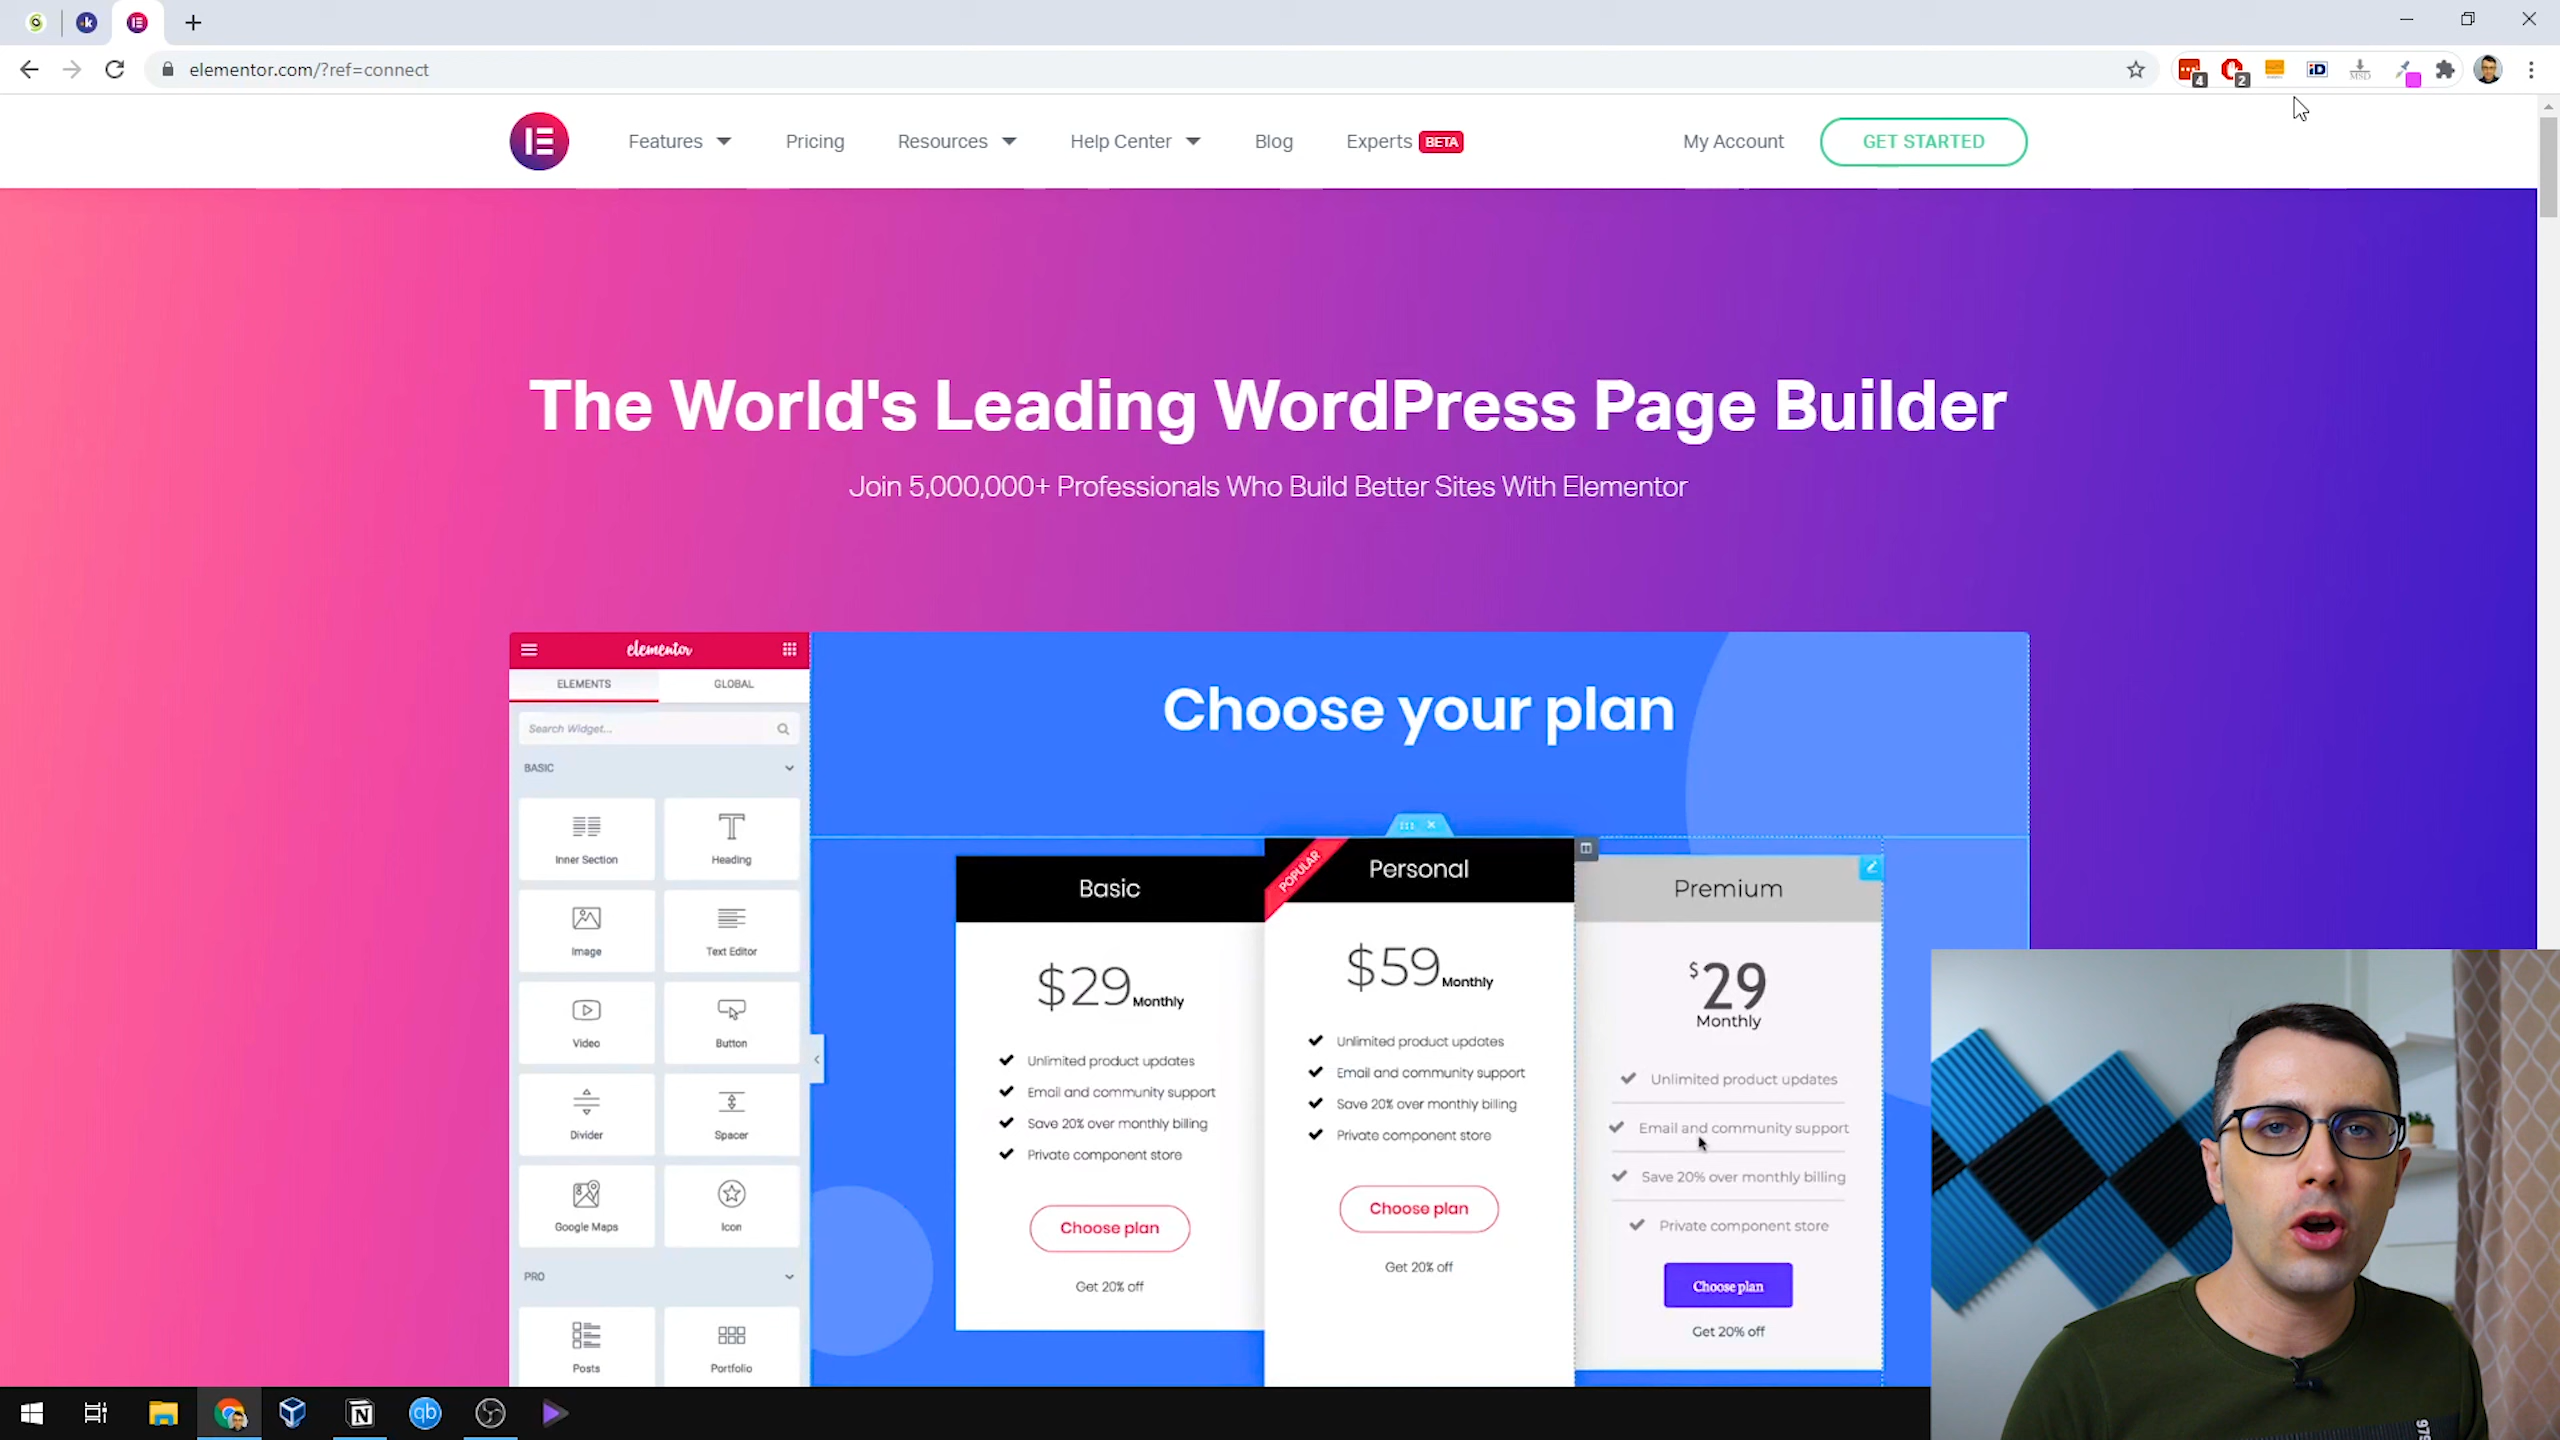 elementor.com/?ref=connect
4
2
iD
MSD
Features
Pricing
Resources
Help Center
Blog
Experts BETA
My Account
GET STARTED
The World's Leading WordPress Page Builder
Join 5,000,000+ Professionals Who Build Better Sites With Elementor
elementor
ELEMENTS
GLOBAL
Search Widget...
BASIC
Inner Section
Heading
Image
Text Editor
Video
Button
Divider
Spacer
Google Maps
Icon
PRO
Posts
Portfolio
Choose your plan
Basic
$29 Monthly
Unlimited product updates
Email and community support
Save 20% over monthly billing
Private component store
Choose plan
Get 20% off
POPULAR
Personal
$59 Monthly
Unlimited product updates
Email and community support
Save 20% over monthly billing
Private component store
Choose plan
Get 20% off
Premium
$29
Monthly
Unlimited product updates
Email and community support
Save 20% over monthly billing
Private component store
Choose plan
Get 20% off
k
N
qb